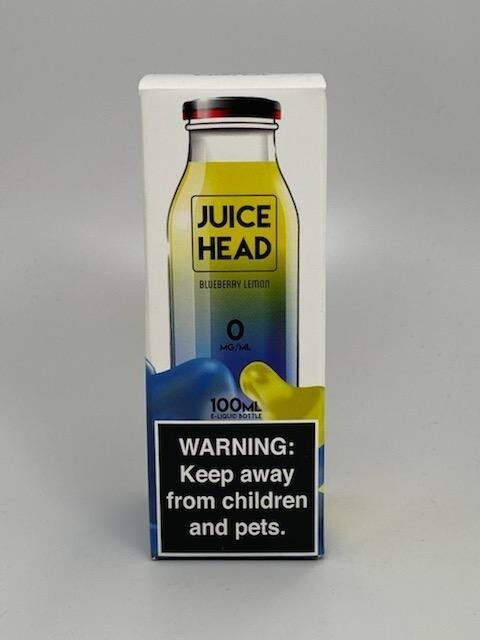 JUICE
HEAD
BLUEBERRY LEMON
0
MG/ML
100ML
E-LIQUID BOTTLE
WARNING:
Keep away
from children
and pets.